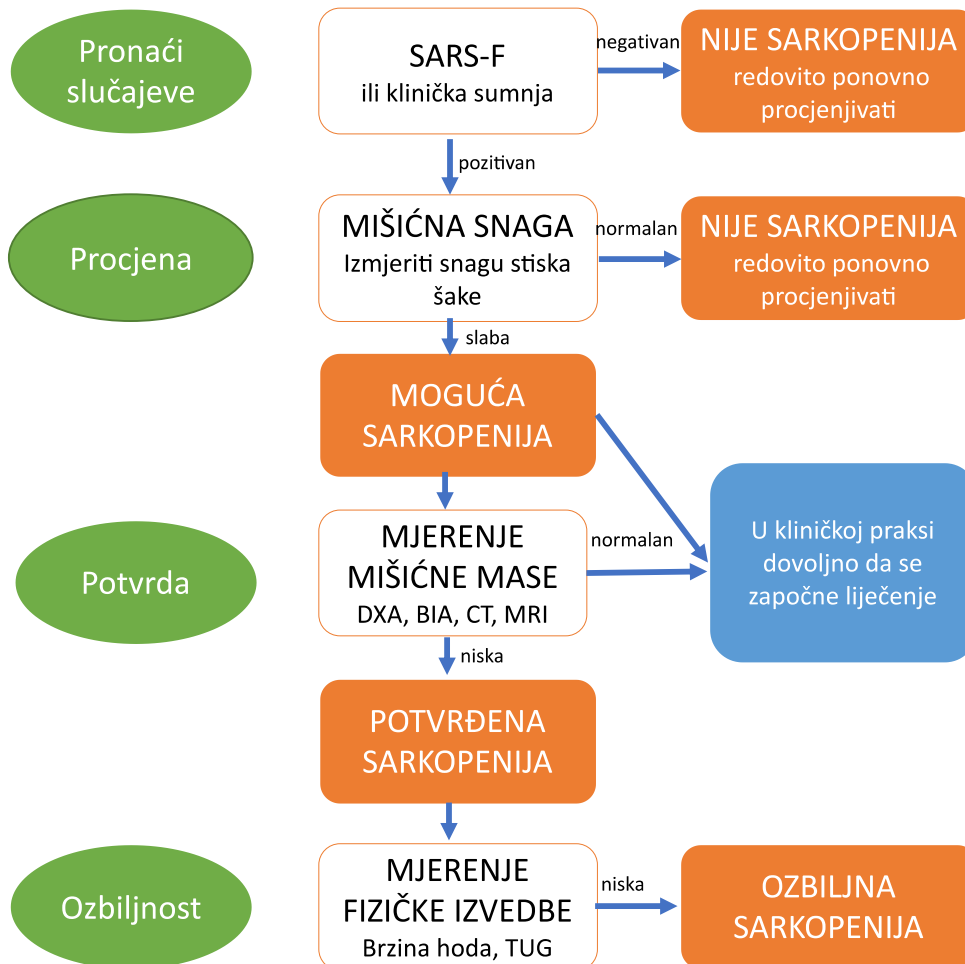 Pronaći
slučajeve
SARS-F
ili klinička sumnja
negativan
NIJE SARKOPENIJA
redovito ponovno
procjenjivati
pozitivan
Procjena
MIŠIĆNA SNAGA
Izmjeriti snagu stiska
šake
normalan
NIJE SARKOPENIJA
redovito ponovno
procjenjivati
slaba
MOGUĆA
SARKOPENIJA
Potvrda
MJERENJE
MIŠIĆNE MASE
DXA, BIA, CT, MRI
normalan
U kliničkoj praksi
dovoljno da se
započne liječenje
niska
POTVRĐENA
SARKOPENIJA
Ozbiljnost
MJERENJE
FIZIČKE IZVEDBE
Brzina hoda, TUG
niska
OZBILJNA
SARKOPENIJA